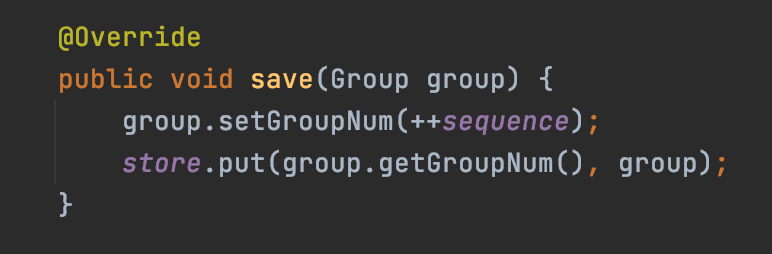 @Override
public void save(Group group) {
    group.setGroupNum(++sequence);
    store.put(group.getGroupNum(), group);
}